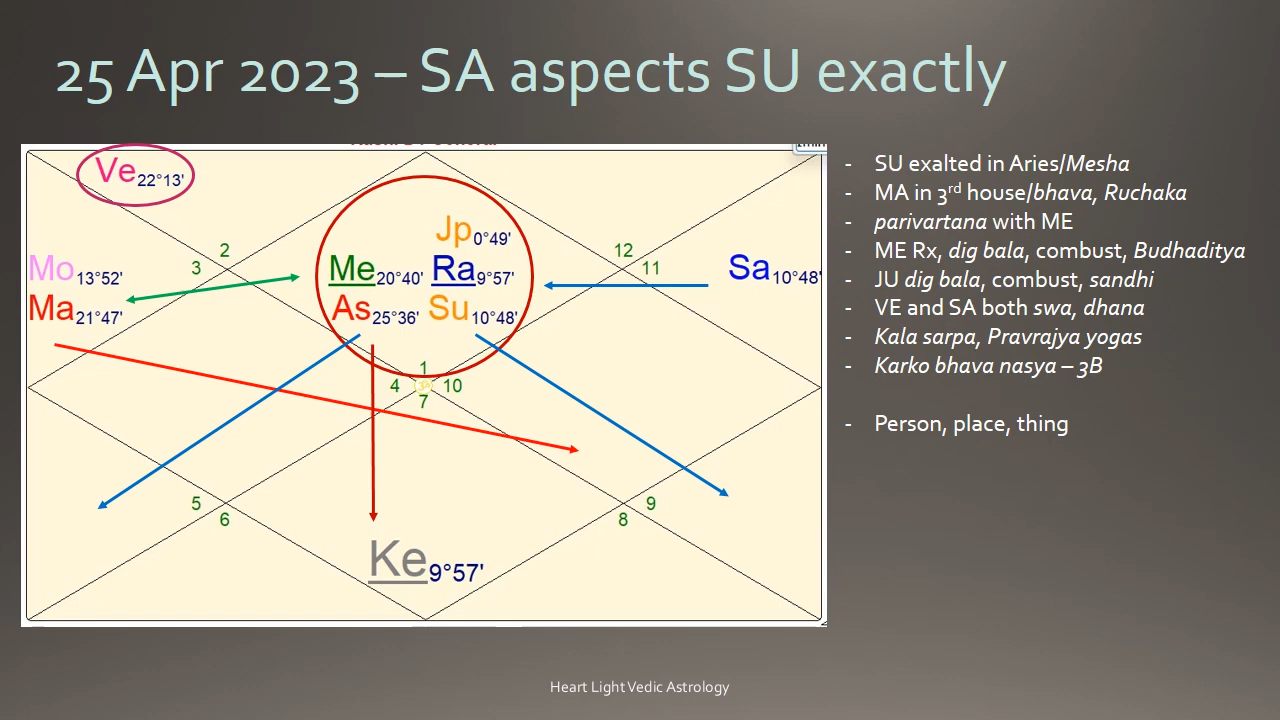 25 Apr 2023 – SA aspects SU exactly
Ve22°13'
2
12
3
11
Jp0°49'
Mo13°52'
Me20°40' Ra9°57'
Sa10°48'
Ma21°47'
As25°36' Su10°48'
1
4
10
7
5
9
6
8
Ke9°57'
- SU exalted in Aries/Mesha
- MA in 3rd house/bhava, Ruchaka
- parivartana with ME
- ME Rx, dig bala, combust, Budhaditya
- JU dig bala, combust, sandhi
- VE and SA both swa, dhana
- Kala sarpa, Pravrajya yogas
- Karko bhava nasya – 3B
- Person, place, thing
Heart Light Vedic Astrology